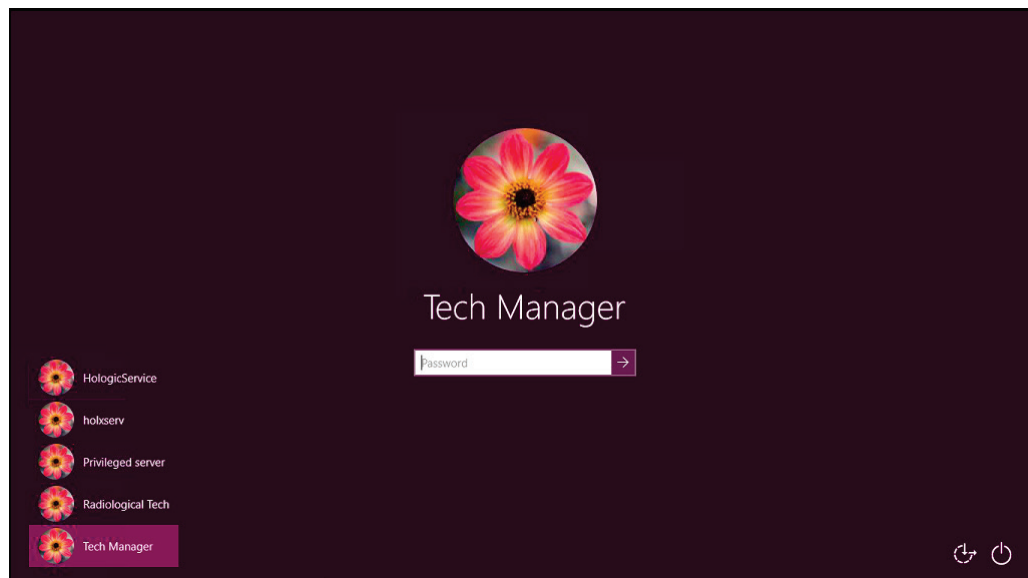 Tech Manager
Password
HologicService
holxserv
Privileged server
Radiological Tech
Tech Manager